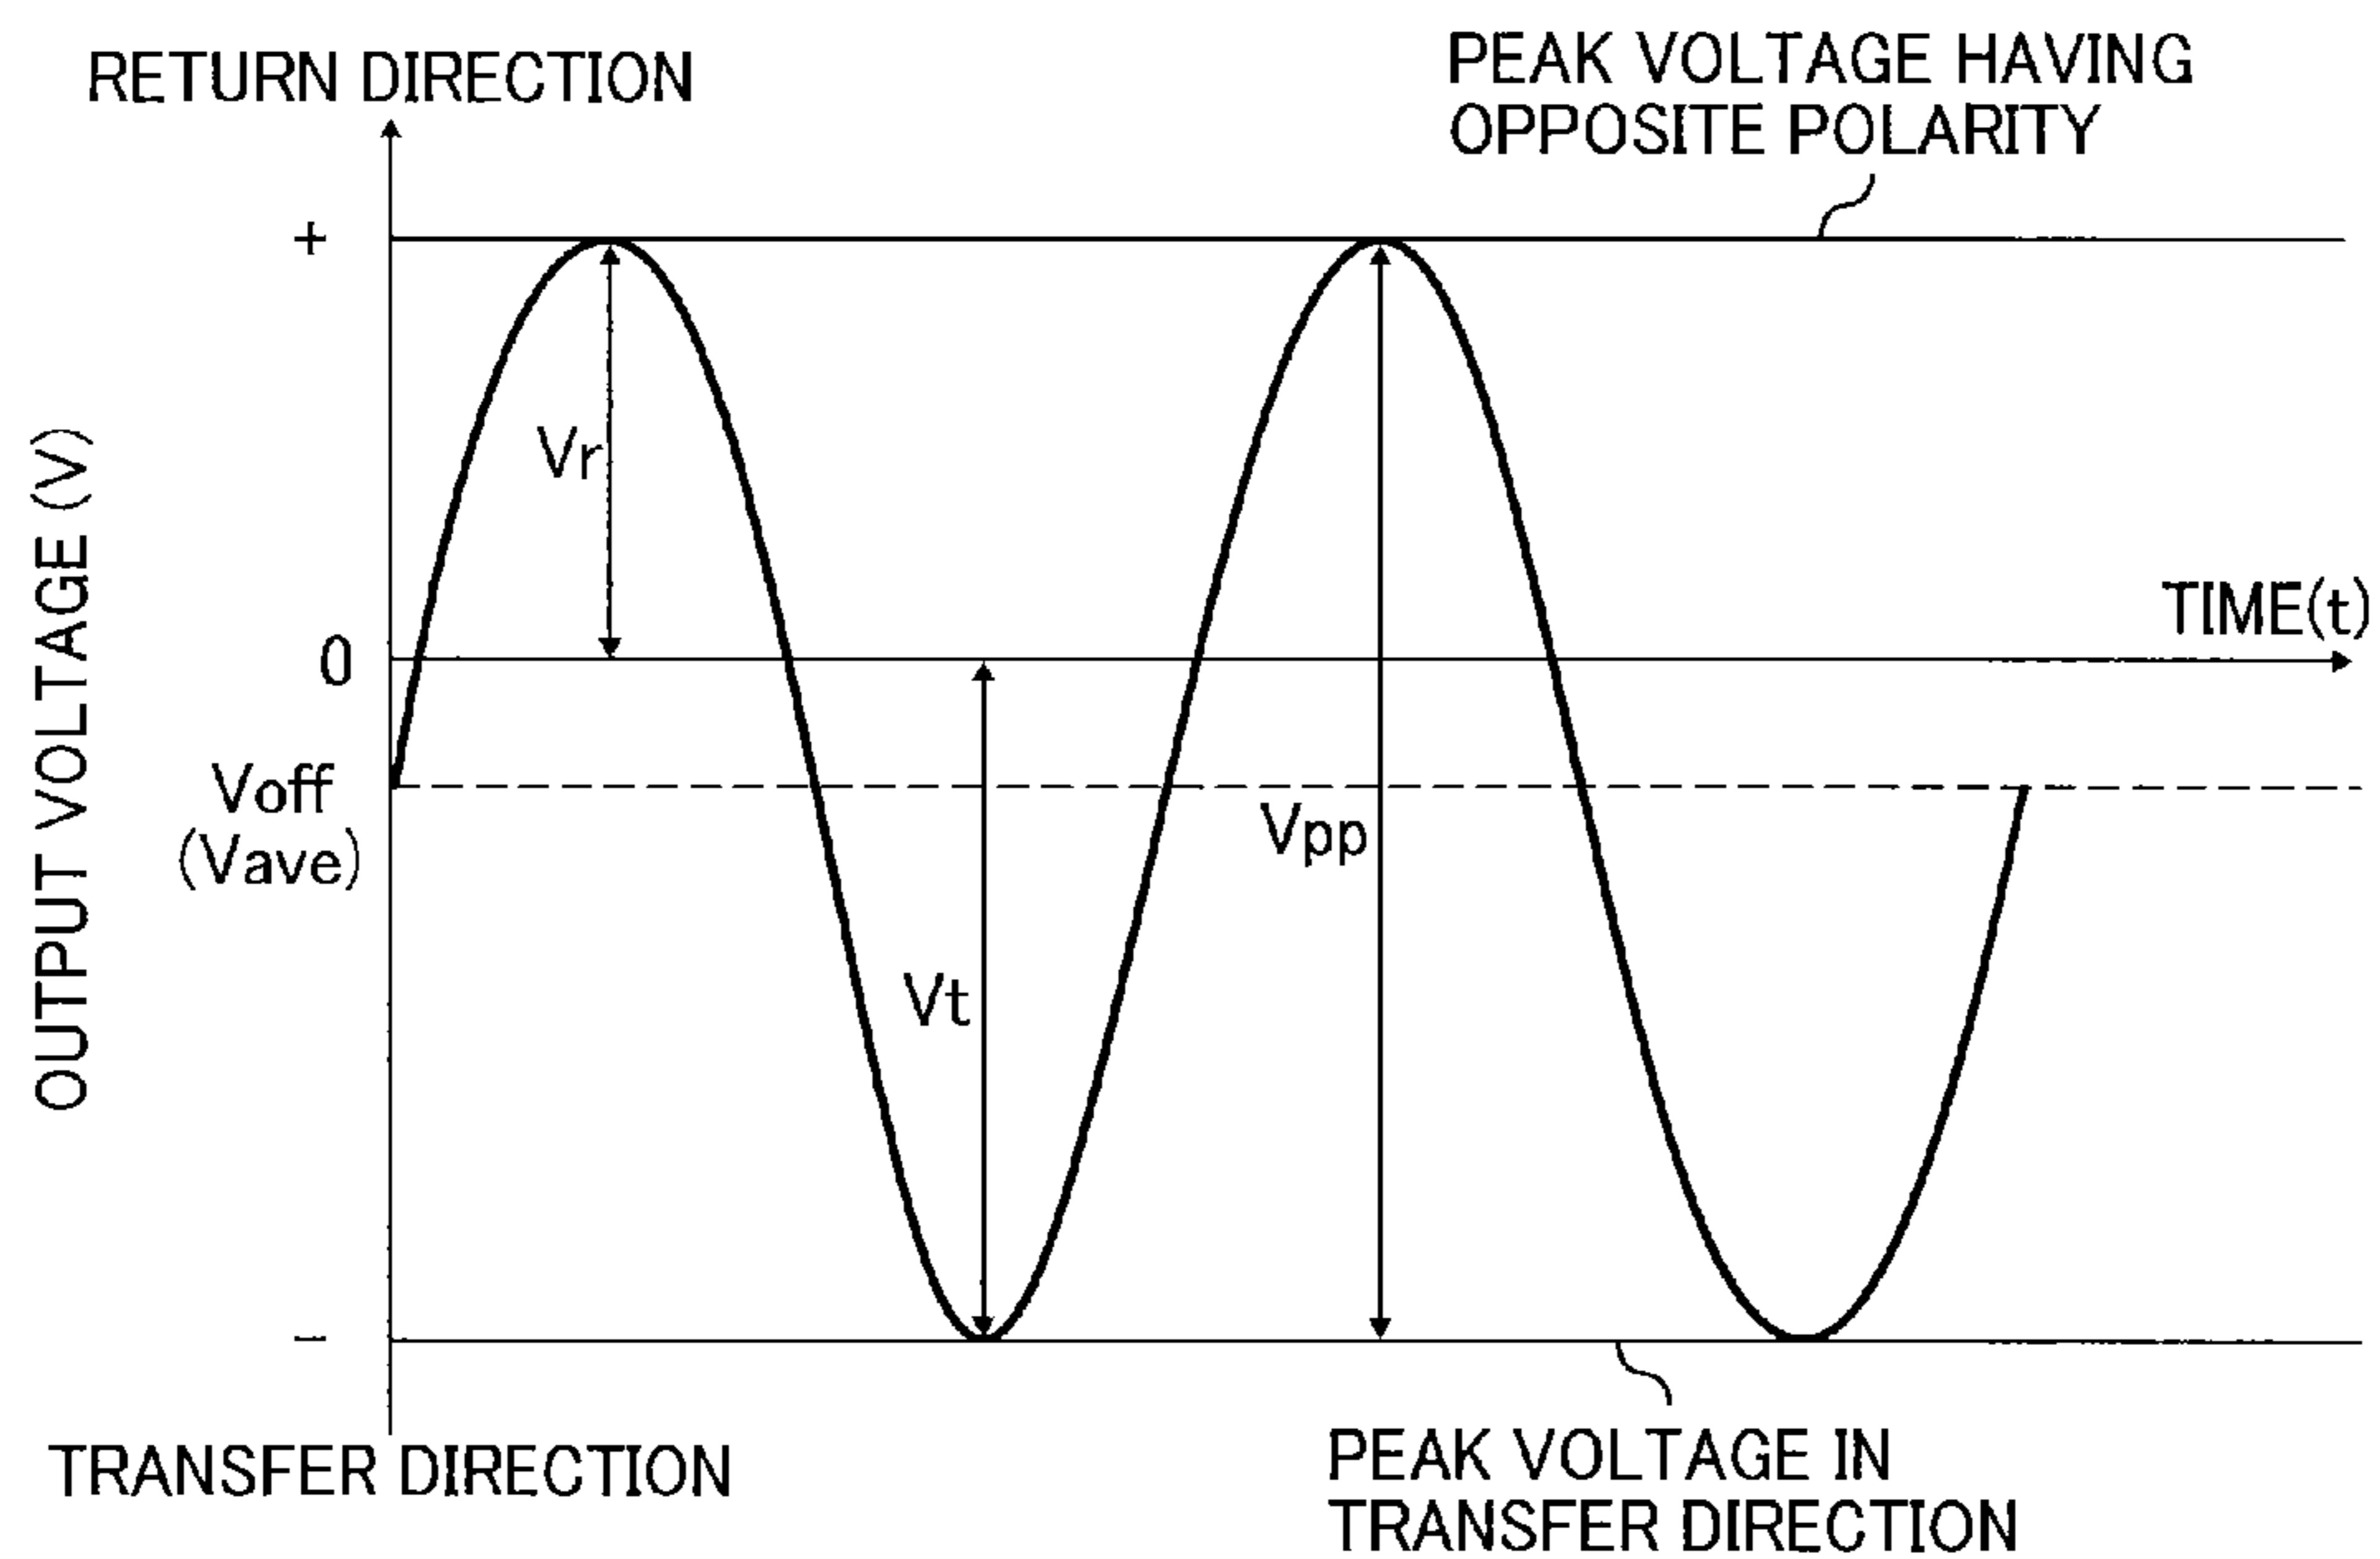 RETURN DIRECTION
PEAK VOLTAGE HAVING
OPPOSITE POLARITY
+
Vr
OUTPUT VOLTAGE (V)
TIME(t)
0
Voff
(Vave)
Vpp
Vt
−
TRANSFER DIRECTION
PEAK VOLTAGE IN
TRANSFER DIRECTION